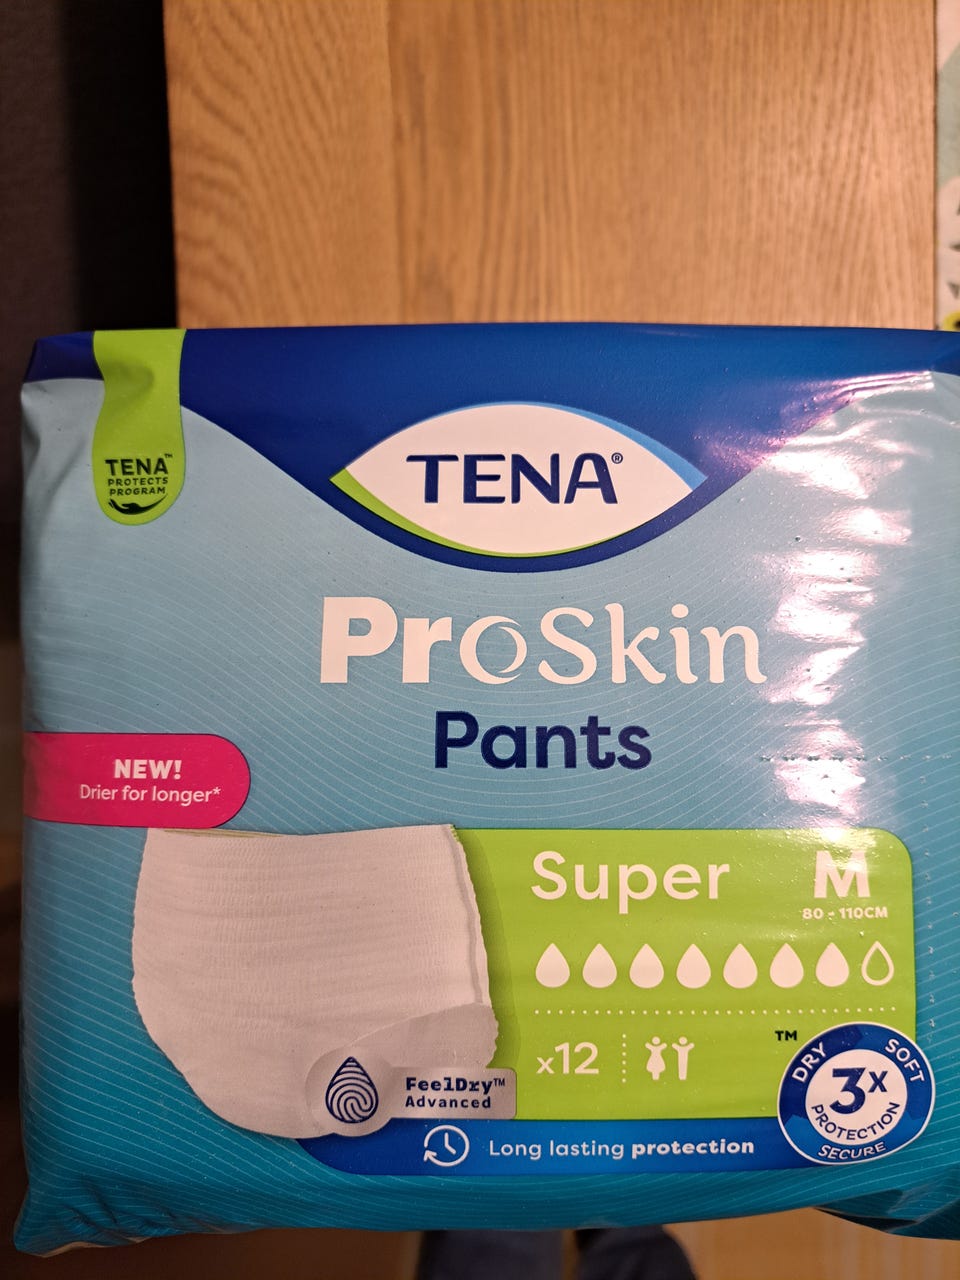 TENA™
PROTECTS
PROGRAM
TENA®
ProSkin
Pants
NEW!
Drier for longer*
Super
M
80 - 110CM
x12
FeelDry™
Advanced
Long lasting protection
™
DRY
SOFT
3x
PROTECTION
SECURE